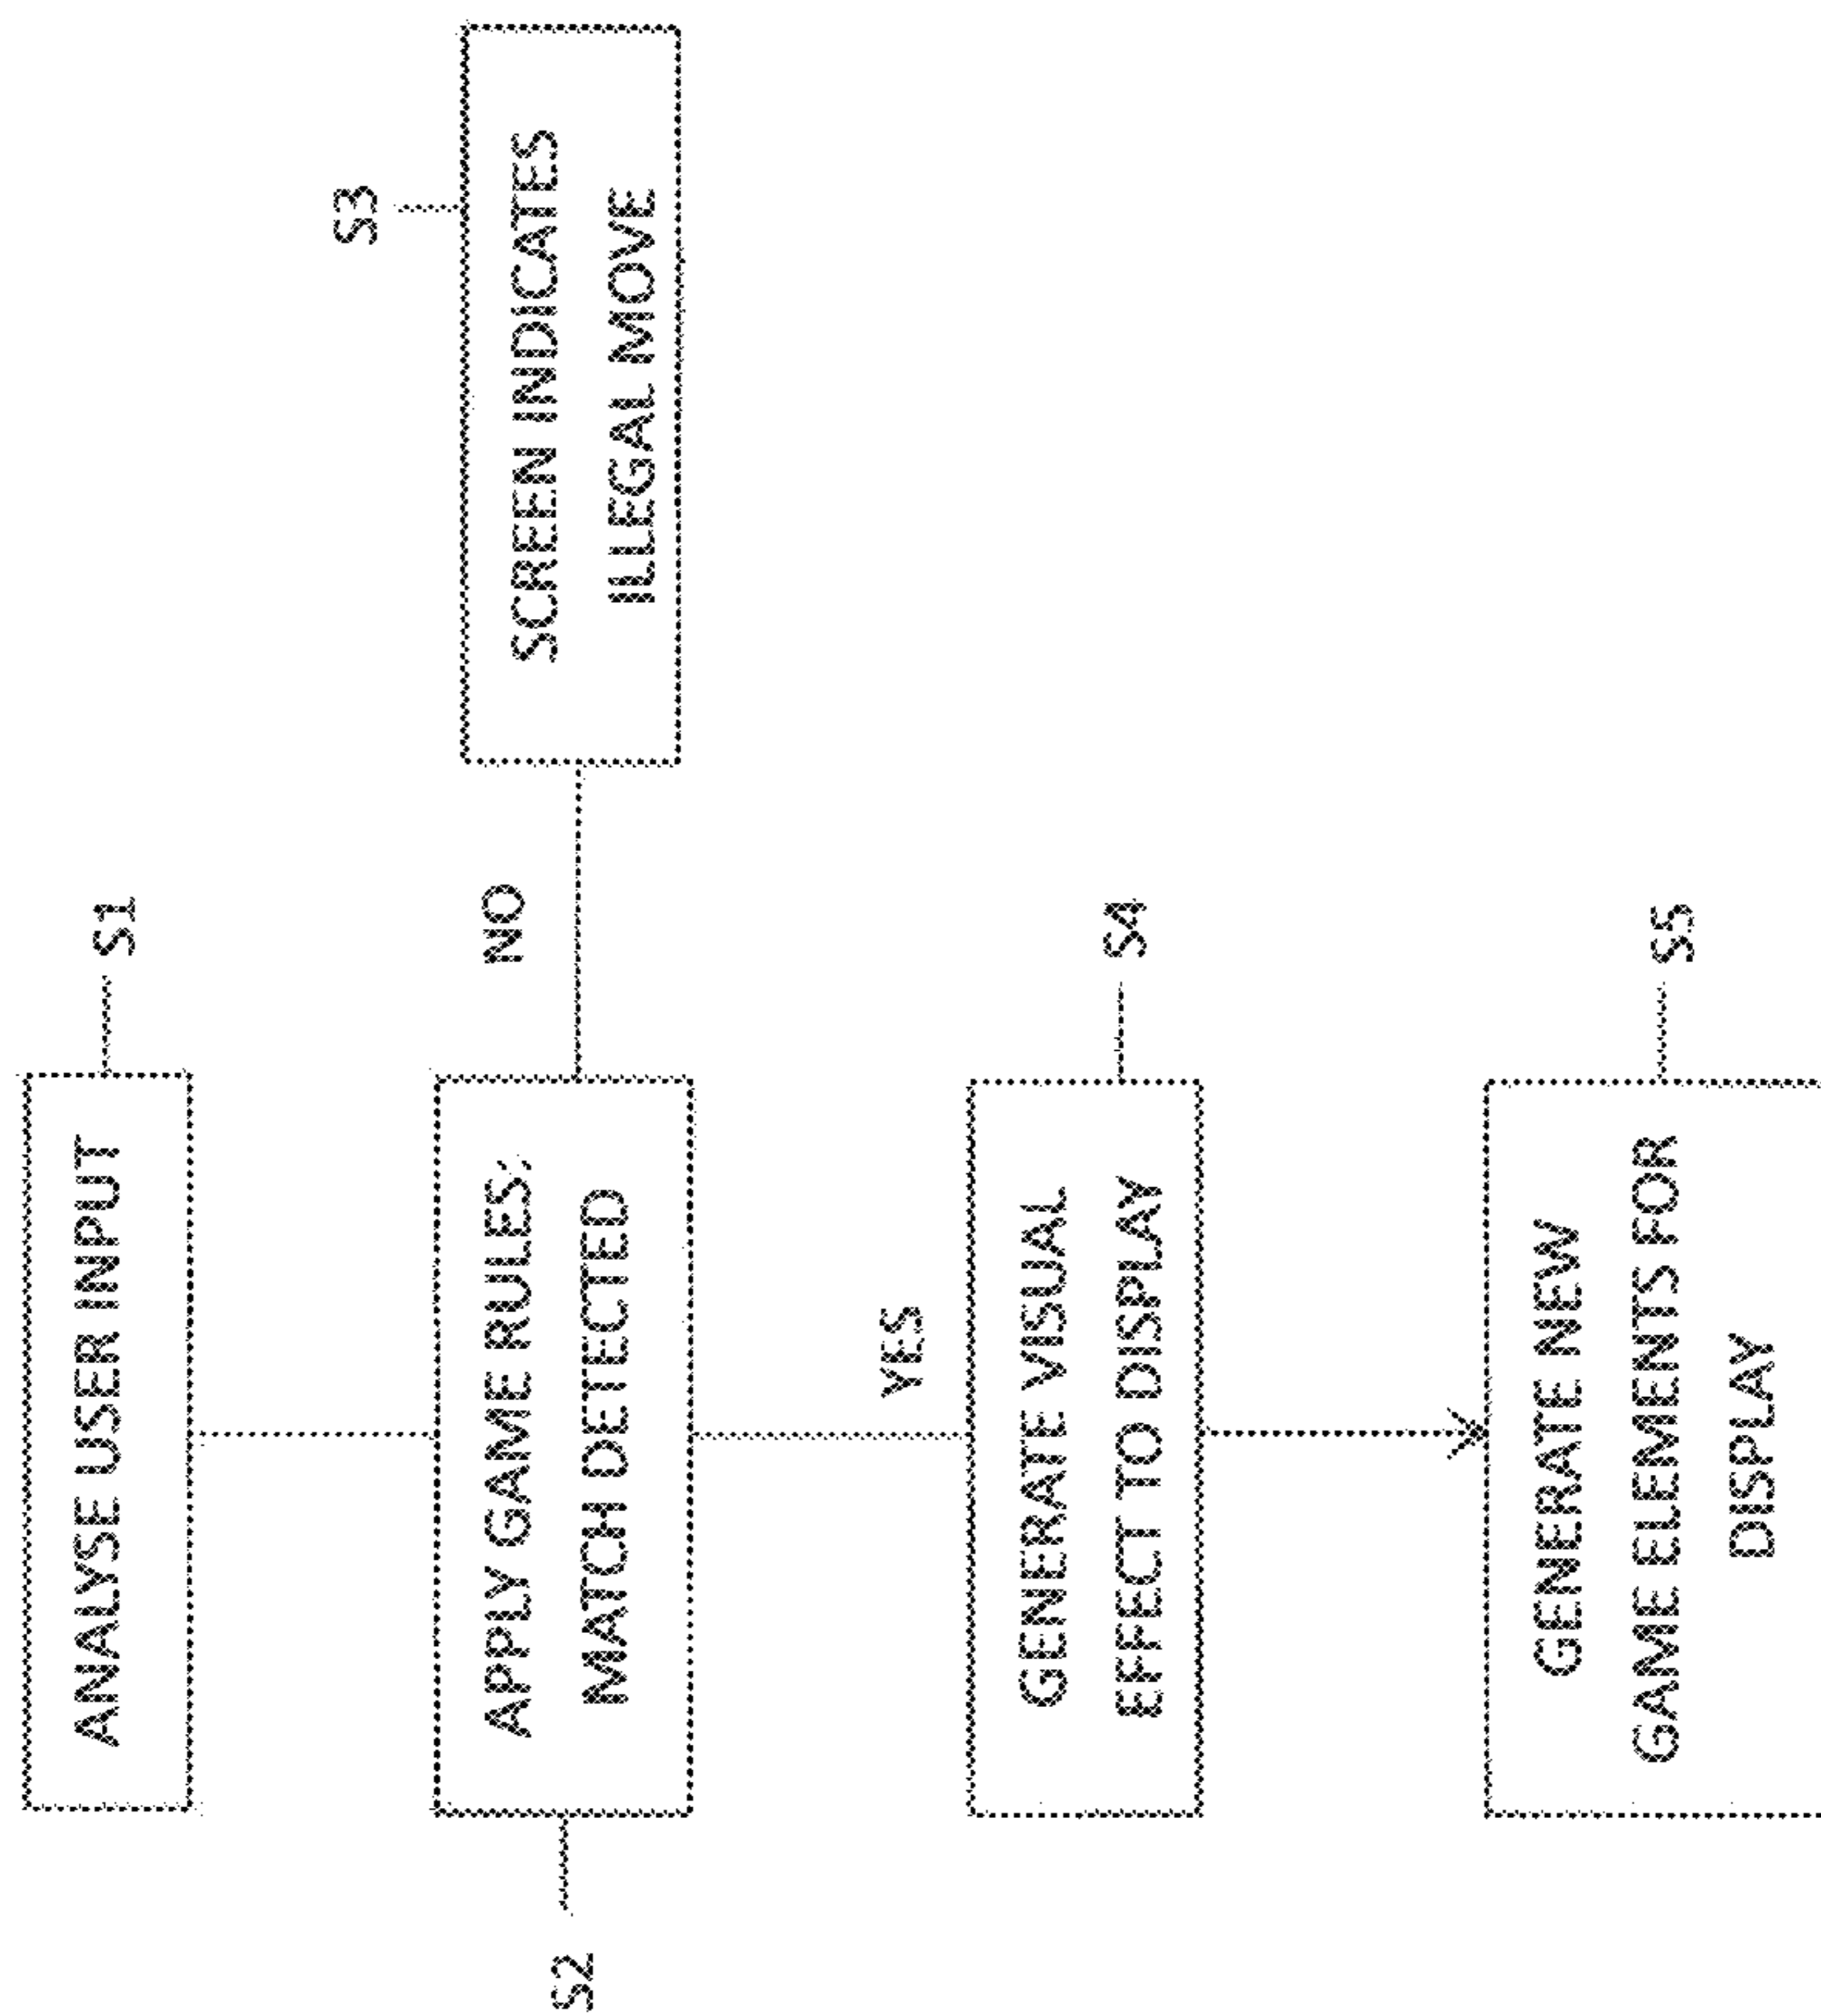 ANALYSE USER INPUT
S1
APPLY GAME RULES;
MATCH DETECTED
S2
NO
SCREEN INDICATES
ILLEGAL MOVE
S3
YES
GENERATE VISUAL
EFFECT TO DISPLAY
S4
GENERATE NEW
GAME ELEMENTS FOR
DISPLAY
S5